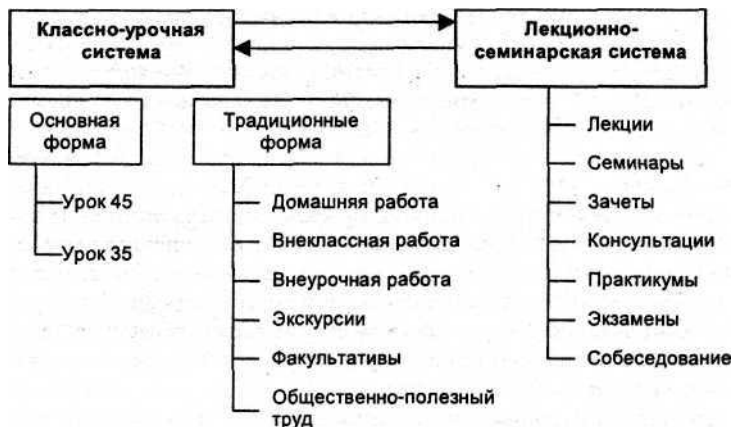 Классно-урочная
система
Лекционно-
семинарская система
Основная
форма
Урок 45
Урок 35
Традиционные
форма
Домашняя работа
Внеклассная работа
Внеурочная работа
Экскурсии
Факультативы
Общественно-полезный
труд
Лекции
Семинары
Зачеты
Консультации
Практикумы
Экзамены
Собеседование